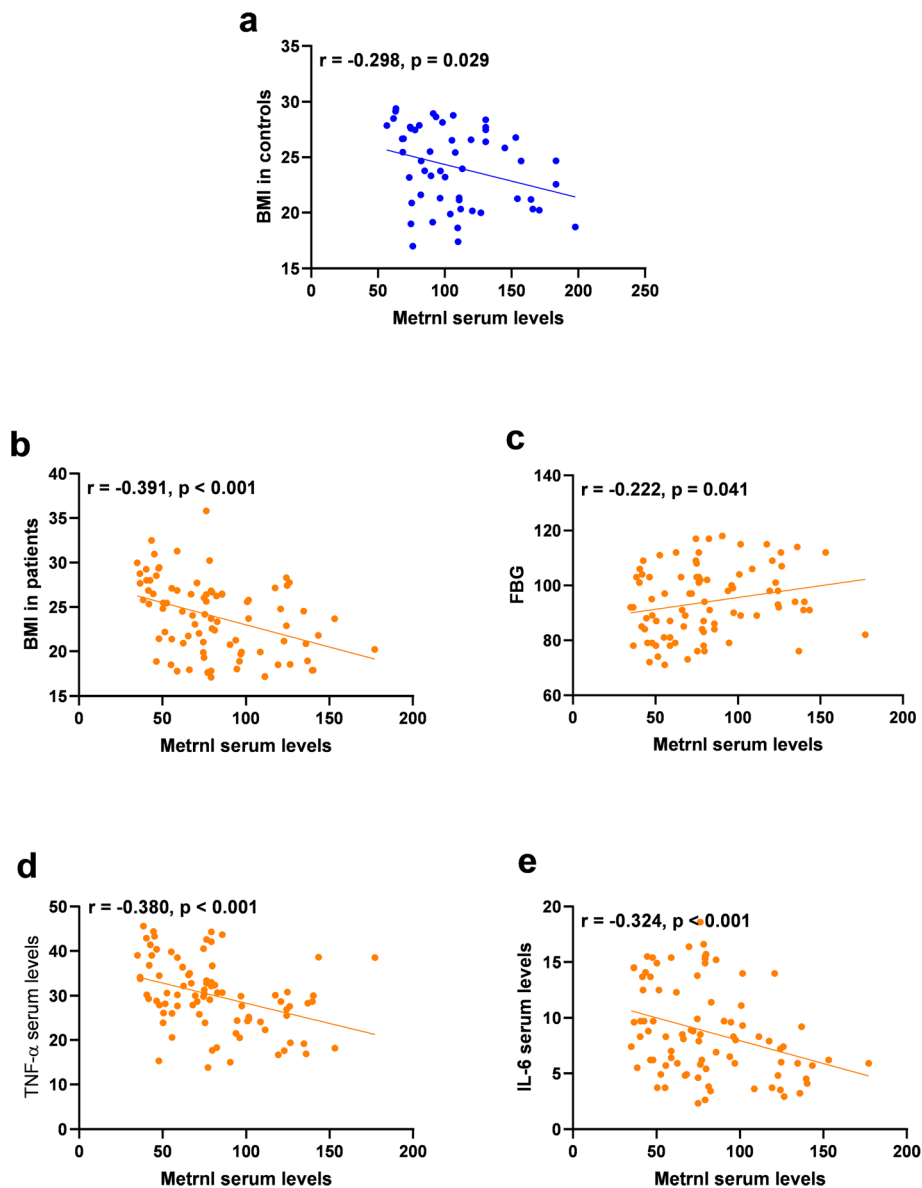 a
r = -0.298, p = 0.029
35
30
25
20
15
BMI in controls
0 50 100 150 200 250
Metrnl serum levels
b
r = -0.391, p < 0.001
40
35
30
25
20
15
BMI in patients
0 50 100 150 200
Metrnl serum levels
c
r = -0.222, p = 0.041
140
120
100
80
60
FBG
0 50 100 150 200
Metrnl serum levels
d
r = -0.380, p < 0.001
50
40
30
20
10
0
TNF-α serum levels
0 50 100 150 200
Metrnl serum levels
e
r = -0.324, p < 0.001
20
15
10
5
0
IL-6 serum levels
0 50 100 150 200
Metrnl serum levels